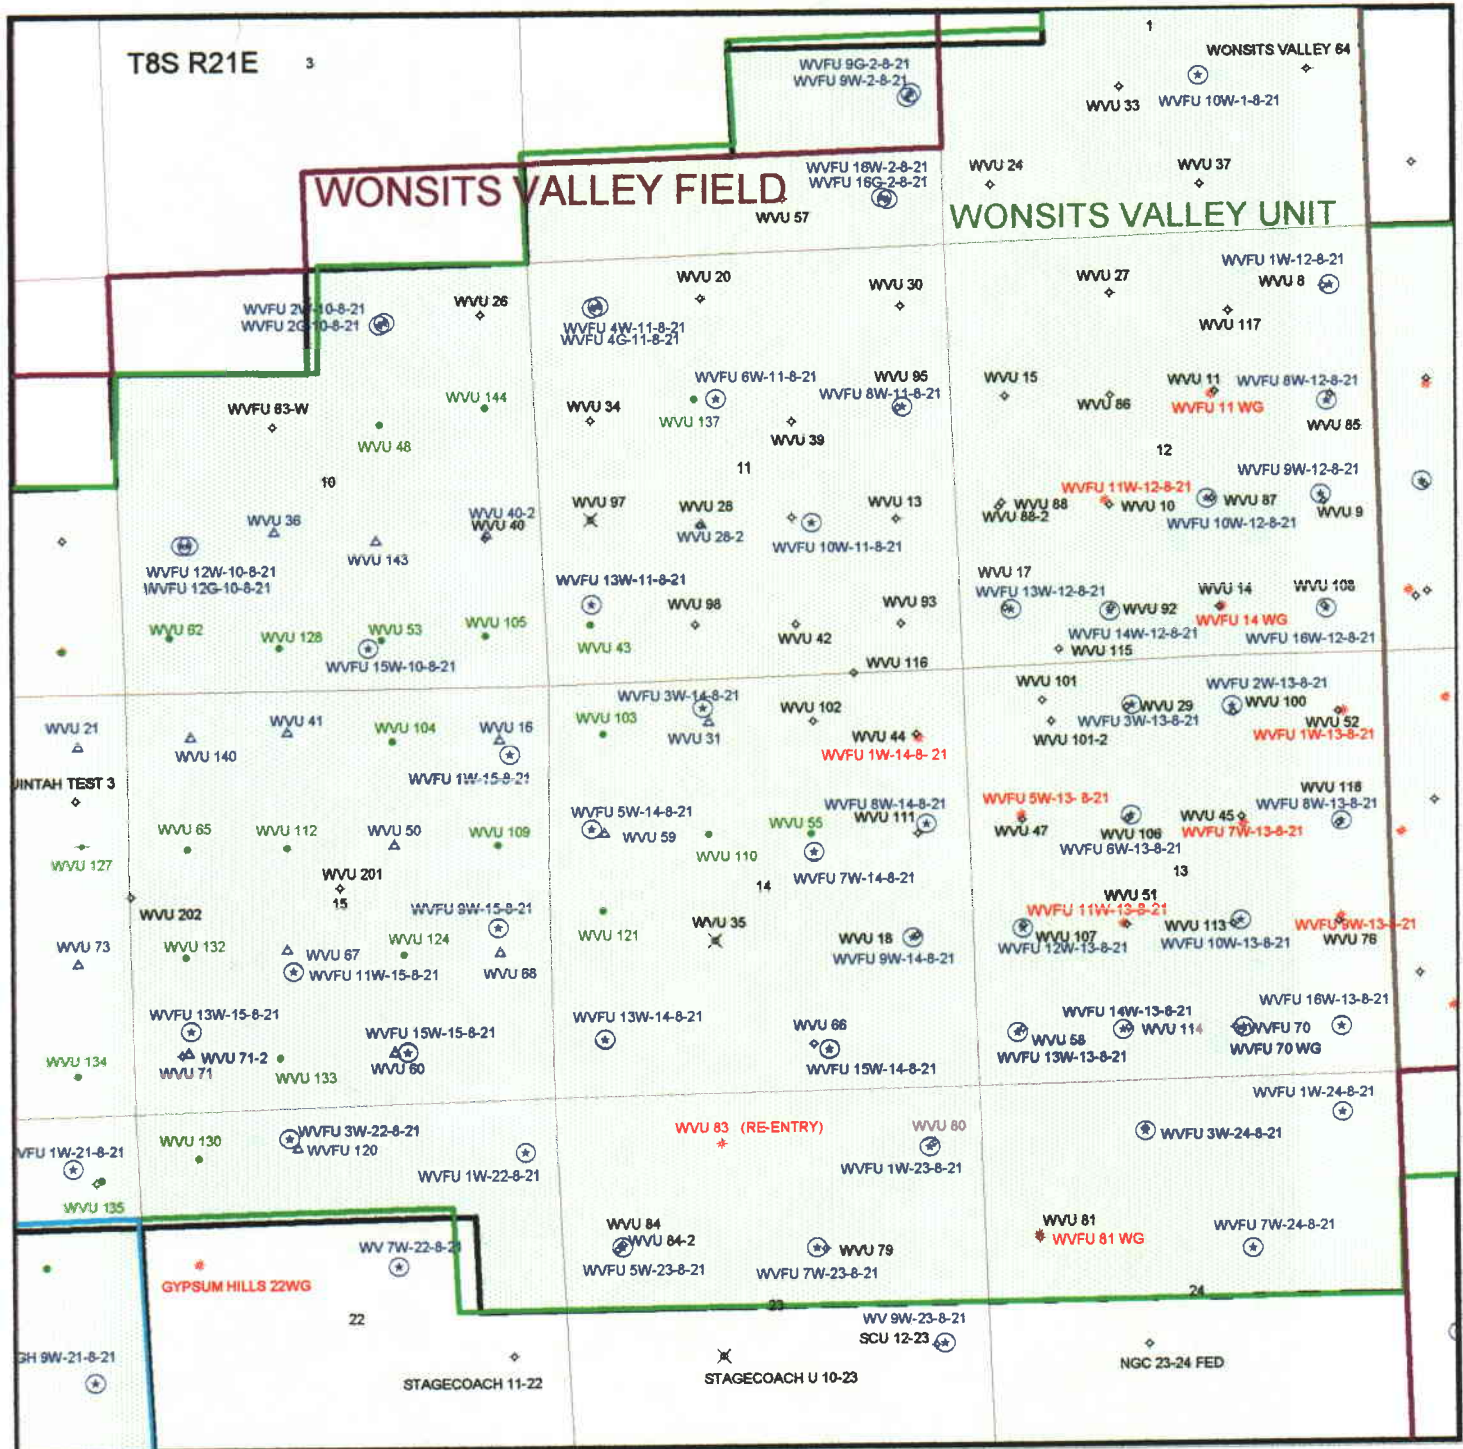 T8S R21E
3
1
WVFU 9G-2-8-21
WVFU 9W-2-8-21
WONSITS VALLEY 64
WVU 33
WVFU 10W-1-8-21
WONSITS VALLEY FIELD
WVFU 16W-2-8-21
WVFU 16G-2-8-21
WVU 57
WVU 24
WVU 37
WONSITS VALLEY UNIT
WVFU 2W-10-8-21
WVFU 2G-10-8-21
WVU 26
WVU 20
WVFU 4W-11-8-21
WVFU 4G-11-8-21
WVU 30
WVU 27
WVFU 1W-12-8-21
WVU 8
WVU 117
WVFU 63-W
WVU 144
WVU 48
WVU 34
WVFU 6W-11-8-21
WVU 137
WVU 39
WVU 95
WVFU 8W-11-8-21
WVU 15
WVU 86
WVU 11
WVFU 11 WG
WVFU 8W-12-8-21
WVU 85
10
11
12
WVU 36
WVU 143
WVU 40-2
WVU 40
WVFU 12W-10-8-21
WVFU 12G-10-8-21
WVU 97
WVU 28
WVU 28-2
WVU 13
WVFU 10W-11-8-21
WVU 88
WVU 88-2
WVFU 11W-12-8-21
WVU 10
WVU 87
WVFU 10W-12-8-21
WVFU 9W-12-8-21
WVU 9
WVU 62
WVU 128
WVU 53
WVFU 15W-10-8-21
WVU 105
WVFU 13W-11-8-21
WVU 43
WVU 98
WVU 42
WVU 93
WVU 116
WVU 17
WVFU 13W-12-8-21
WVU 92
WVFU 14W-12-8-21
WVU 115
WVU 14
WVFU 14 WG
WVU 108
WVFU 16W-12-8-21
WVU 21
WVU 140
WVU 41
WVU 104
WVU 16
WVFU 1W-15-8-21
WVU 103
WVFU 3W-14-8-21
WVU 31
WVU 102
WVU 44
WVFU 1W-14-8- 21
WVU 101
WVU 101-2
WVU 29
WVFU 3W-13-8-21
WVFU 2W-13-8-21
WVU 100
WVU 52
WVFU 1W-13-8-21
JINTAH TEST 3
WVU 127
WVU 65
WVU 112
WVU 50
WVU 109
WVFU 5W-14-8-21
WVU 59
WVU 110
WVU 55
WVFU 7W-14-8-21
WVFU 8W-14-8-21
WVU 111
WVFU 5W-13- 8-21
WVU 47
WVU 106
WVFU 6W-13-8-21
WVU 45
WVFU 7W-13-8-21
WVU 118
WVFU 8W-13-8-21
WVU 201
15
14
13
WVU 202
WVU 73
WVU 132
WVU 67
WVFU 11W-15-8-21
WVU 124
WVFU 9W-15-8-21
WVU 68
WVU 121
WVU 35
WVU 18
WVFU 9W-14-8-21
WVFU 11W-13-8-21
WVU 51
WVU 107
WVFU 12W-13-8-21
WVU 113
WVFU 10W-13-8-21
WVFU 9W-13-8-21
WVU 76
WVU 134
WVFU 13W-15-8-21
WVU 71-2
WVU 71
WVU 133
WVFU 15W-15-8-21
WVU 60
WVFU 13W-14-8-21
WVU 66
WVFU 15W-14-8-21
WVU 58
WVFU 13W-13-8-21
WVFU 14W-13-8-21
WVU 114
WVFU 70
WVFU 70 WG
WVFU 16W-13-8-21
VFU 1W-21-8-21
WVU 135
WVU 130
WVFU 3W-22-8-21
WVFU 120
WVFU 1W-22-8-21
WVU 83 (RE-ENTRY)
WVU 80
WVFU 1W-23-8-21
WVFU 3W-24-8-21
WVFU 1W-24-8-21
GYPSUM HILLS 22WG
WV 7W-22-8-21
WVU 84
WVU 84-2
WVFU 5W-23-8-21
WVU 79
WVFU 7W-23-8-21
WVU 81
WVFU 81 WG
WVFU 7W-24-8-21
22
23
24
GH 9W-21-8-21
STAGECOACH 11-22
STAGECOACH U 10-23
WV 9W-23-8-21
SCU 12-23
NGC 23-24 FED